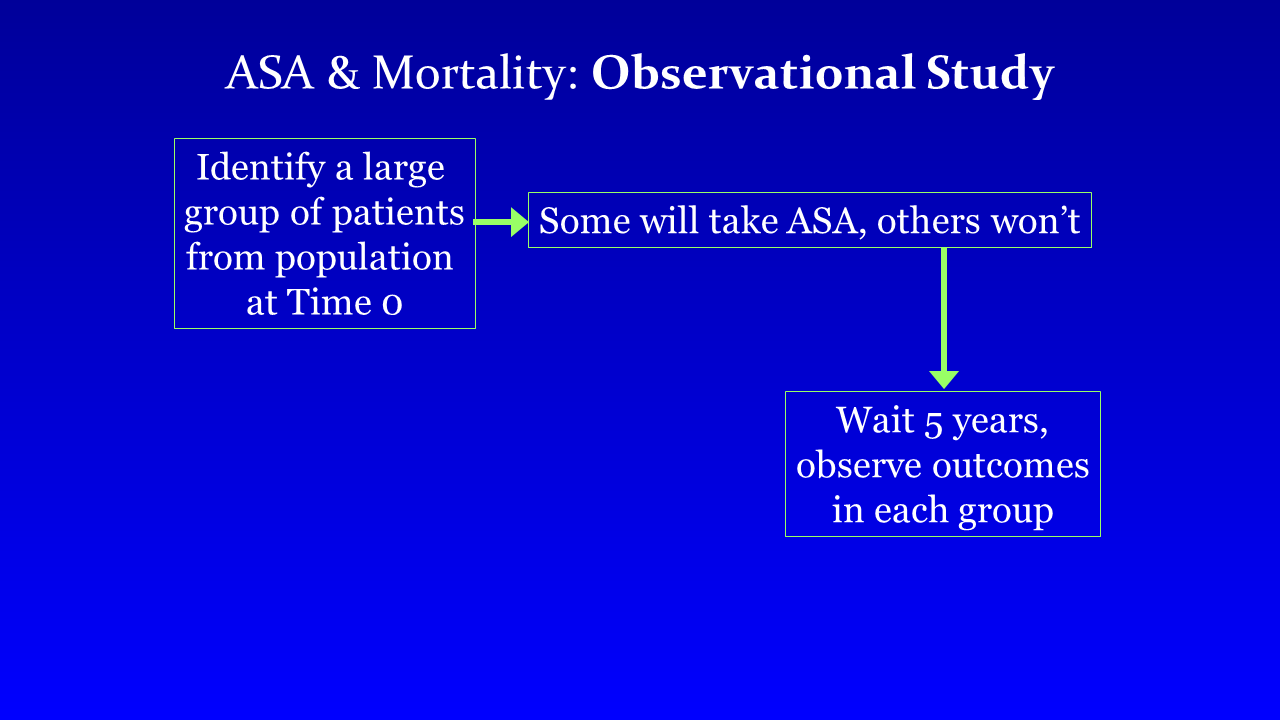 ASA & Mortality: Observational Study
Identify a large
group of patients
from population
at Time 0
Some will take ASA, others won’t
Wait 5 years,
observe outcomes
in each group